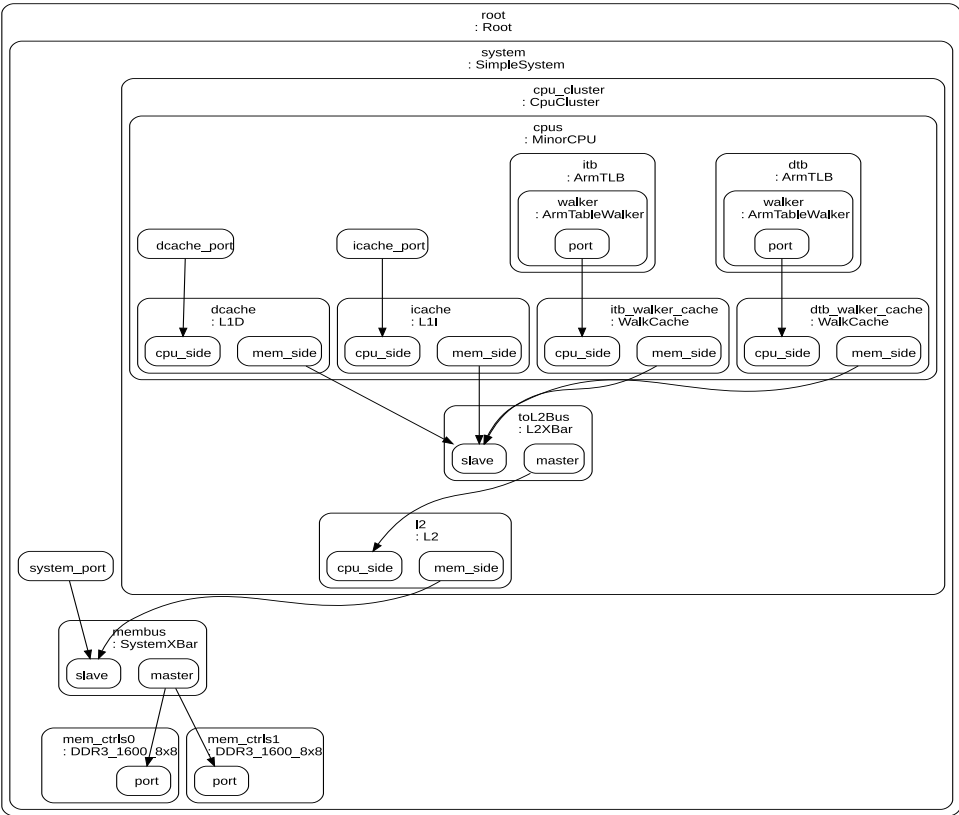 root
: Root
system
: SimpleSystem
cpu_cluster
: CpuCluster
cpus
: MinorCPU
itb
: ArmTLB
dtb
: ArmTLB
walker
: ArmTableWalker
walker
: ArmTableWalker
dcache_port
icache_port
port
port
dcache
: L1D
icache
: L1I
itb_walker_cache
: WalkCache
dtb_walker_cache
: WalkCache
cpu_side
mem_side
cpu_side
mem_side
cpu_side
mem_side
cpu_side
mem_side
toL2Bus
: L2XBar
slave
master
l2
: L2
system_port
cpu_side
mem_side
membus
: SystemXBar
slave
master
mem_ctrls0
: DDR3_1600_8x8
mem_ctrls1
: DDR3_1600_8x8
port
port